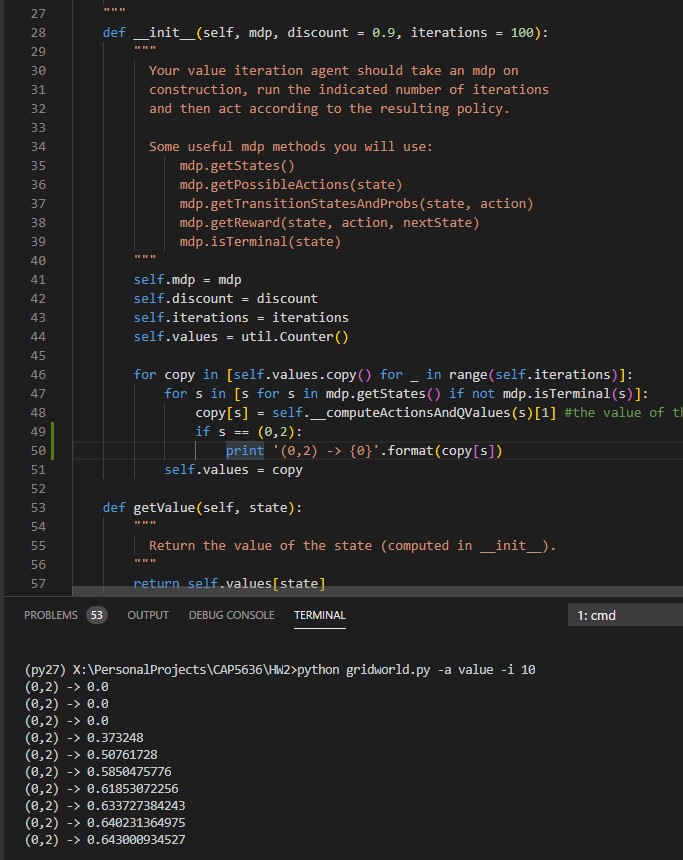 27 """
28 def __init__(self, mdp, discount = 0.9, iterations = 100):
29 """
30 Your value iteration agent should take an mdp on
31 construction, run the indicated number of iterations
32 and then act according to the resulting policy.
33
34 Some useful mdp methods you will use:
35 mdp.getStates()
36 mdp.getPossibleActions(state)
37 mdp.getTransitionStatesAndProbs(state, action)
38 mdp.getReward(state, action, nextState)
39 mdp.isTerminal(state)
40 """
41 self.mdp = mdp
42 self.discount = discount
43 self.iterations = iterations
44 self.values = util.Counter()
45
46 for copy in [self.values.copy() for _ in range(self.iterations)]:
47 for s in [s for s in mdp.getStates() if not mdp.isTerminal(s)]:
48 copy[s] = self.__computeActionsAndQValues(s)[1] #the value of th
49 if s == (0,2):
50 print '(0,2) -> {0}'.format(copy[s])
51 self.values = copy
52
53 def getValue(self, state):
54 """
55 Return the value of the state (computed in __init__).
56 """
57 return self.values[state]
PROBLEMS 53 OUTPUT DEBUG CONSOLE TERMINAL 1: cmd
(py27) X:\PersonalProjects\CAP5636\HW2>python gridworld.py -a value -i 10
(0,2) -> 0.0
(0,2) -> 0.0
(0,2) -> 0.0
(0,2) -> 0.373248
(0,2) -> 0.50761728
(0,2) -> 0.5850475776
(0,2) -> 0.61853072256
(0,2) -> 0.633727384243
(0,2) -> 0.640231364975
(0,2) -> 0.643000934527